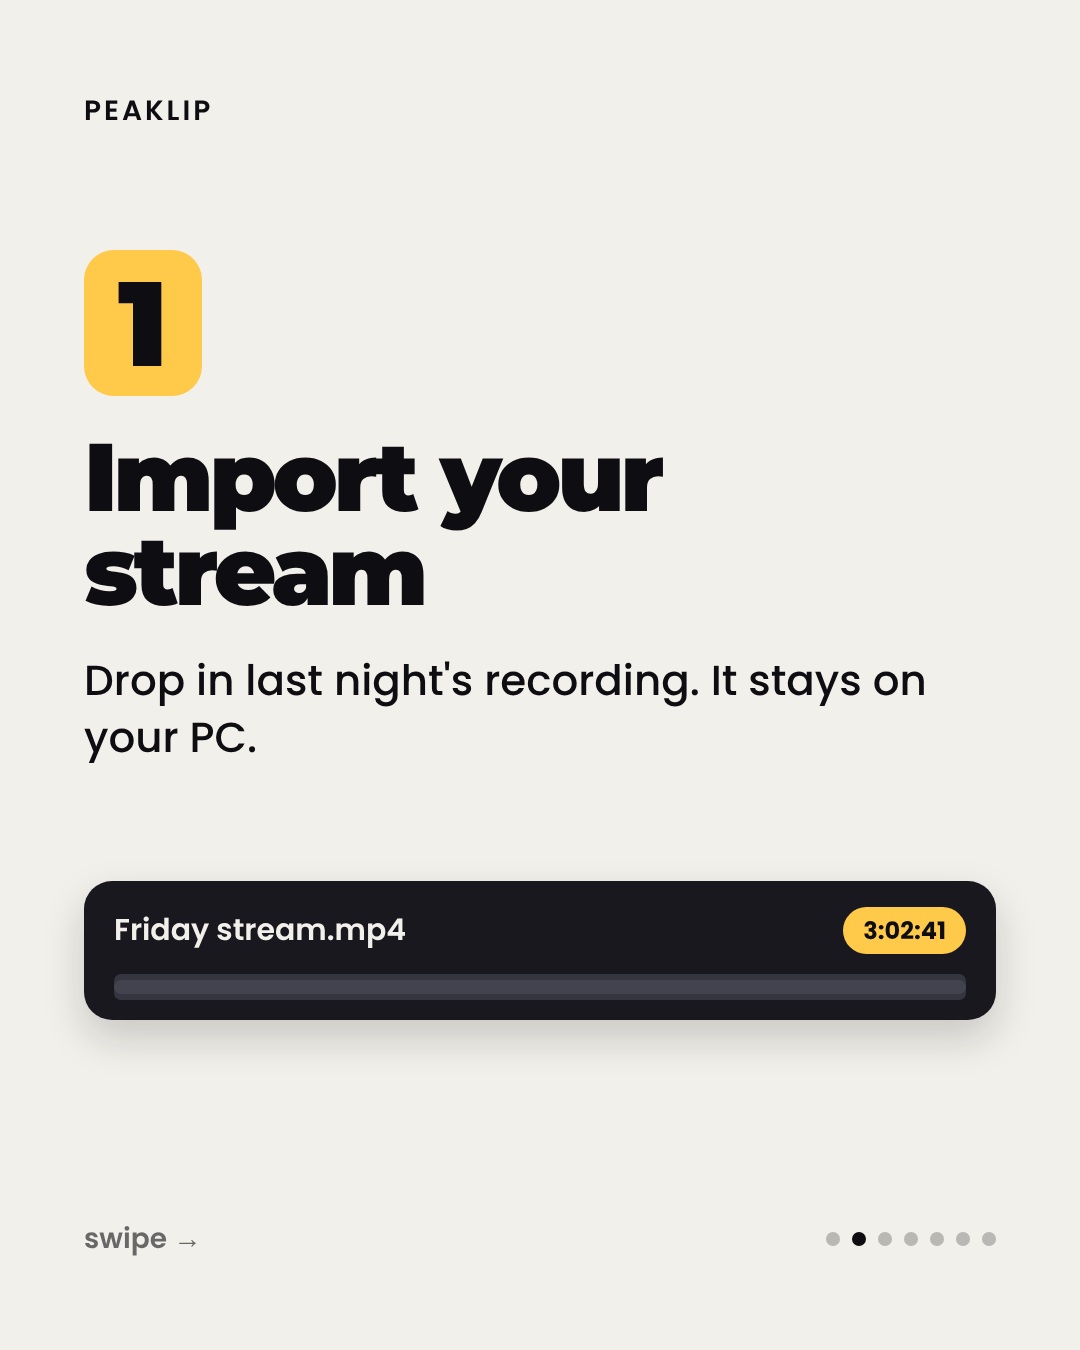 PEAKLIP
1
Import your
stream
Drop in last night's recording. It stays on
your PC.
Friday stream.mp4
3:02:41
swipe →